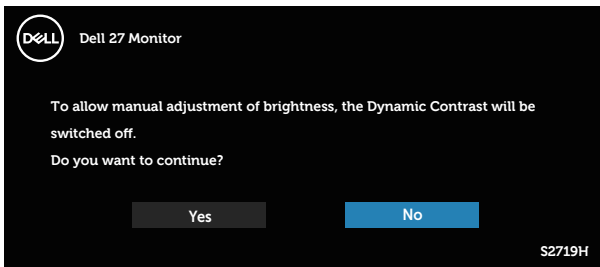 DELL
Dell 27 Monitor
To allow manual adjustment of brightness, the Dynamic Contrast will be
switched off.
Do you want to continue?
Yes No
S2719H